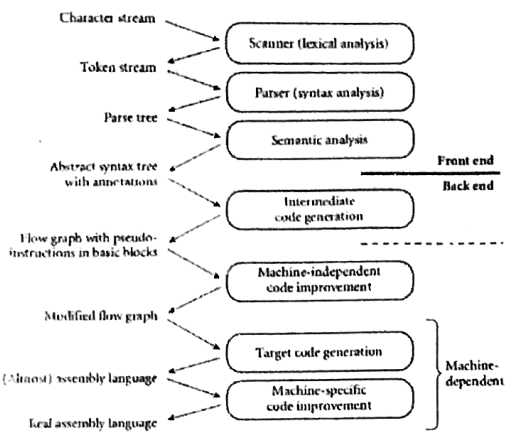 Character stream
Scanner (lexical analysis)
Token stream
Parser (syntax analysis)
Parse tree
Semantic analysis
Front end
Back end
Abstract syntax tree
with annotations
Intermediate
code generation
Flow graph with pseudo-
instructions in basic blocks
Machine-independent
code improvement
Modified flow graph
Target code generation
Machine-
dependent
(Almost) assembly language
Machine-specific
code improvement
Real assembly language